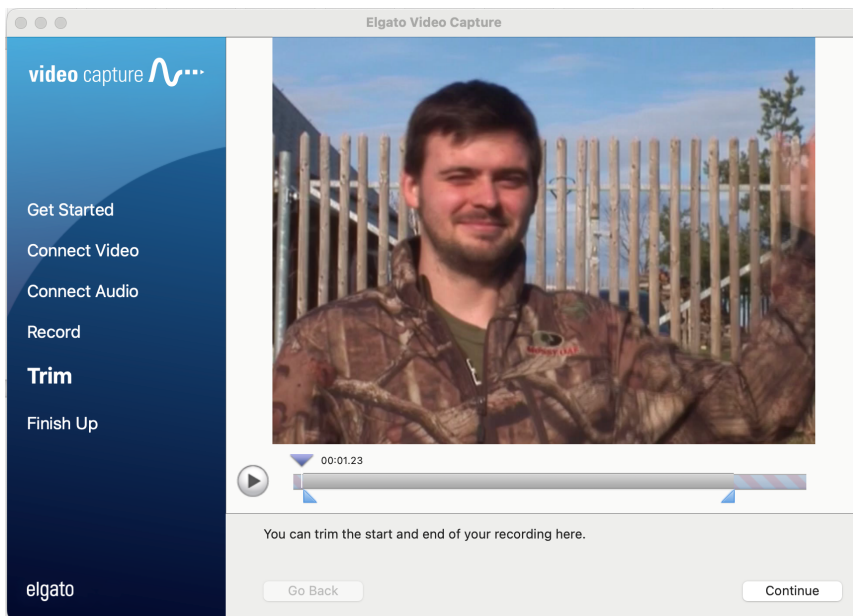 Elgato Video Capture
video capture
Get Started
Connect Video
Connect Audio
Record
Trim
Finish Up
00:01.23
You can trim the start and end of your recording here.
elgato
Go Back
Continue